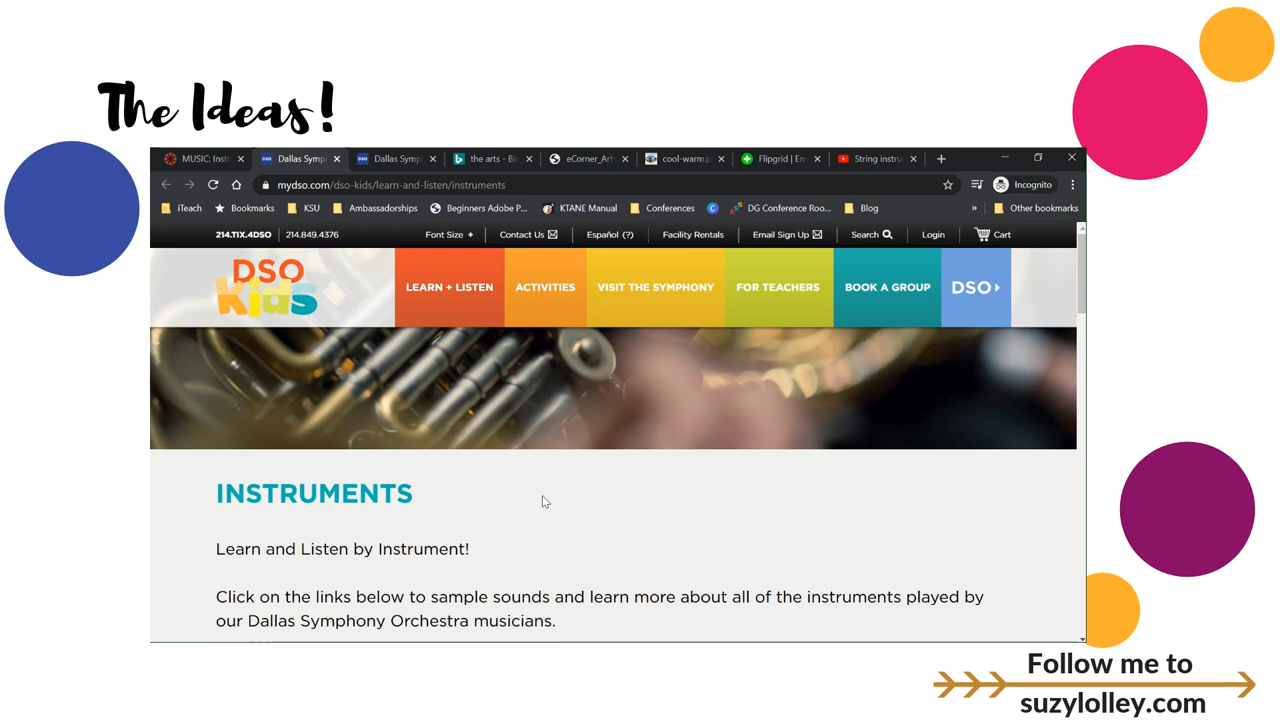 The Ideas!
MUSIC: Instr
Dallas Symp
Dallas Symp
the arts - Bin
eCorner_Arts
cool-warm.p
Flipgrid | Em
String instru
mydso.com/dso-kids/learn-and-listen/instruments
Incognito
iTeach
Bookmarks
KSU
Ambassadorships
Beginners Adobe P...
KTANE Manual
Conferences
DG Conference Roo...
Blog
»
Other bookmarks
214.TIX.4DSO | 214.849.4376
Font Size +
Contact Us
Español (?)
Facility Rentals
Email Sign Up
Search
Login
Cart
DSO
kids
LEARN + LISTEN
ACTIVITIES
VISIT THE SYMPHONY
FOR TEACHERS
BOOK A GROUP
DSO
INSTRUMENTS
Learn and Listen by Instrument!
Click on the links below to sample sounds and learn more about all of the instruments played by
our Dallas Symphony Orchestra musicians.
Follow me to
suzylolley.com